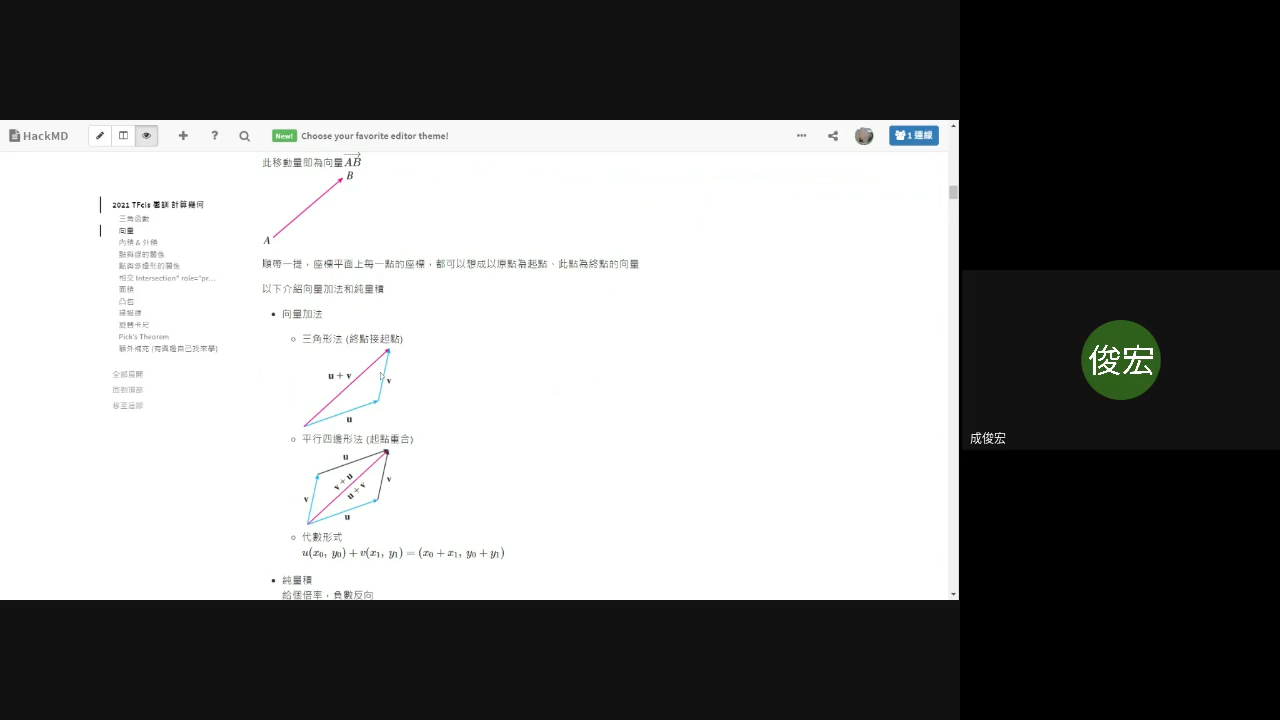 HackMD
New! Choose your favorite editor theme!
1 連線
2021 TFcis 暑訓 計算幾何
三角函數
向量
內積 & 外積
點與線的關係
點與多邊形的關係
相交 Intersection" role="pr...
面積
凸包
掃描線
旋轉卡尺
Pick's Theorem
額外補充 (有興趣自己找來學)
全部展開
回到頂部
移至底部
此移動量即為向量AB
B
A
順帶一提,座標平面上每一點的座標,都可以想成以原點為起點、此點為終點的向量
以下介紹向量加法和純量積
向量加法
三角形法 (終點接起點)
u + v
v
u
平行四邊形法 (起點重合)
u
v + u
u + v
v
v
u
代數形式
u(x₀, y₀) + v(x₁, y₁) = (x₀ + x₁, y₀ + y₁)
純量積
給個倍率,負數反向
俊宏
成俊宏